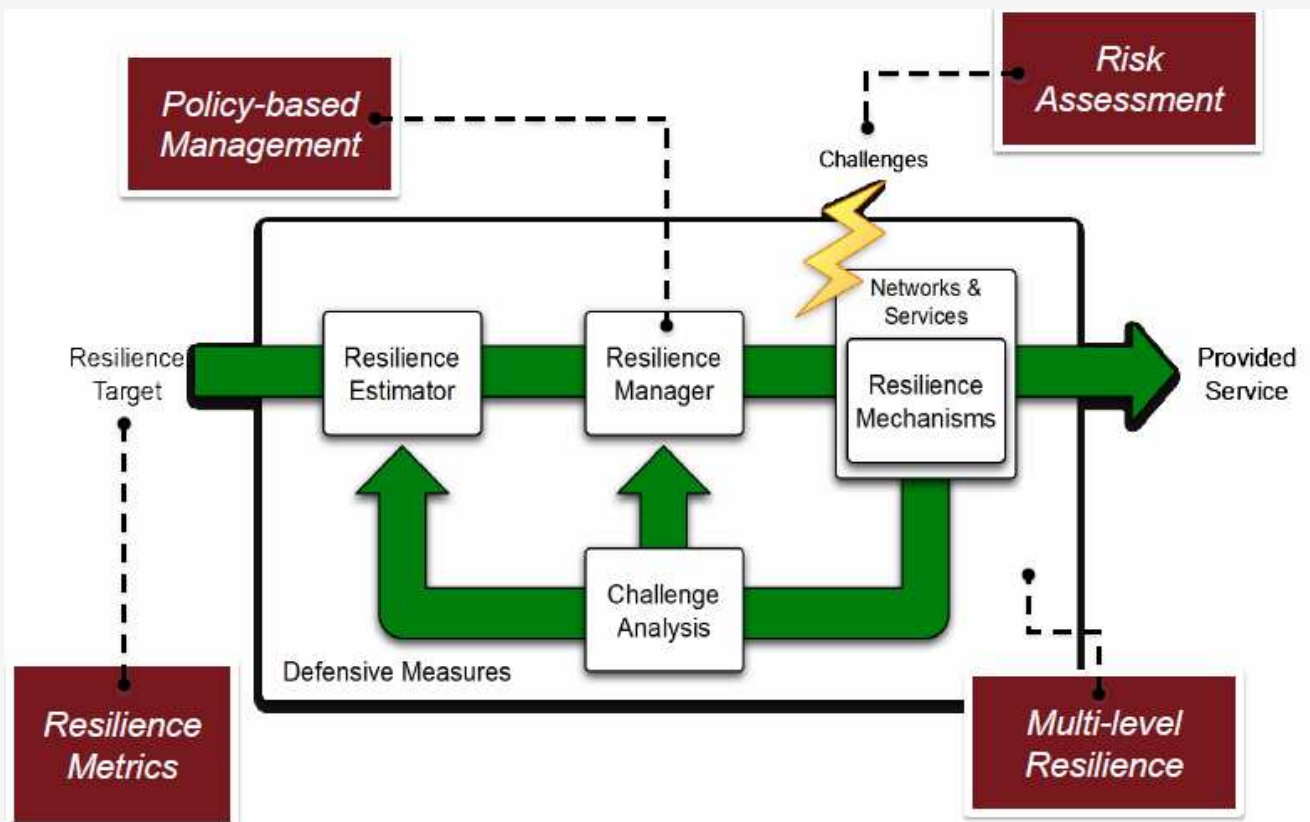 Policy-based
Management
Risk
Assessment
Challenges
Networks &
Services
Resilience
Target
Resilience
Estimator
Resilience
Manager
Resilience
Mechanisms
Provided
Service
Challenge
Analysis
Defensive Measures
Resilience
Metrics
Multi-level
Resilience